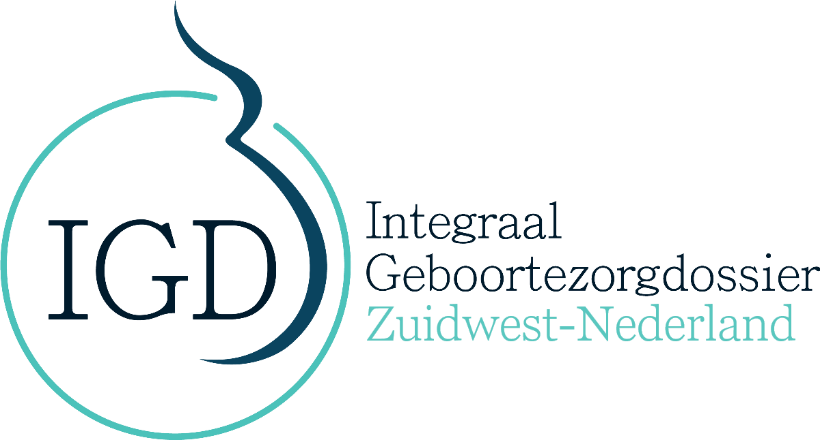 IGD
Integraal
Geboortezorgdossier
Zuidwest-Nederland